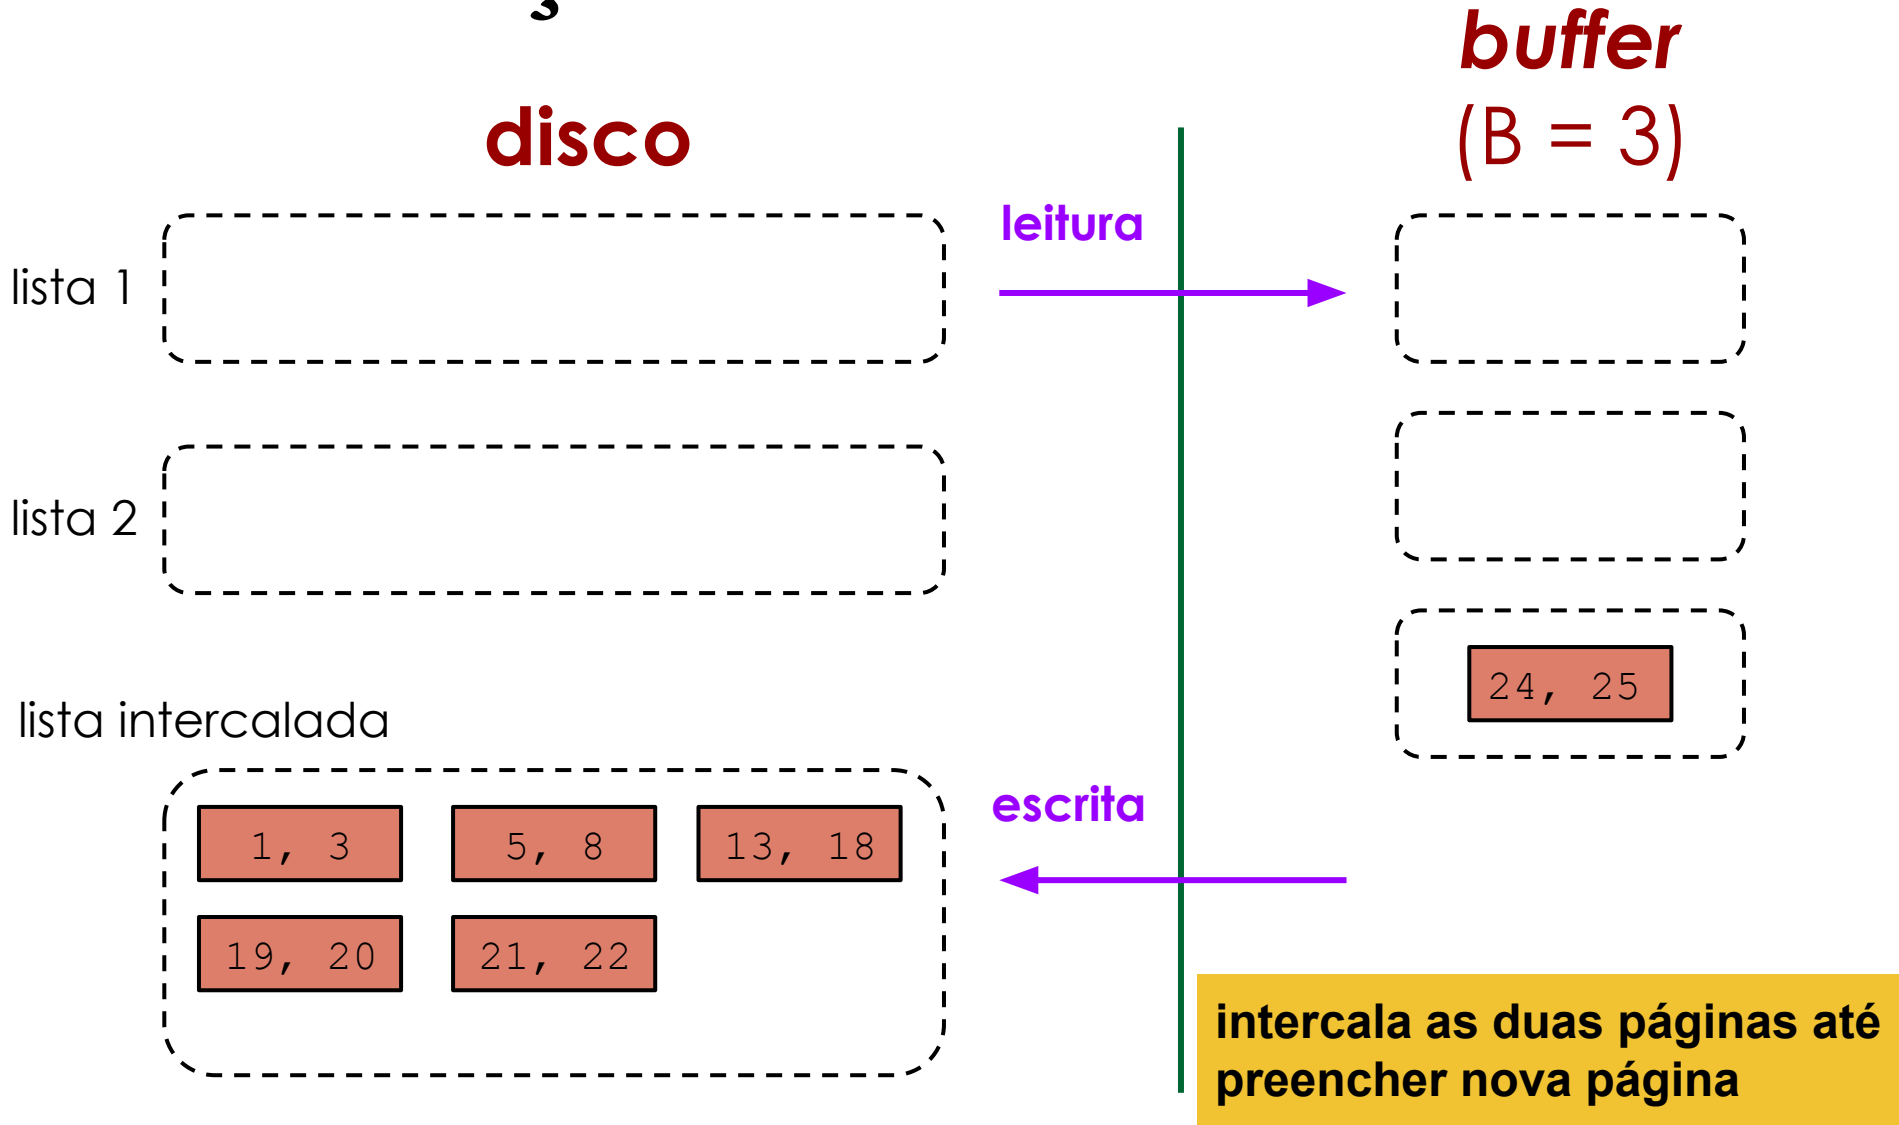 buffer
(B = 3)
disco
leitura
lista 1
lista 2
24, 25
lista intercalada
escrita
1, 3
5, 8
13, 18
19, 20
21, 22
intercala as duas páginas até
preencher nova página